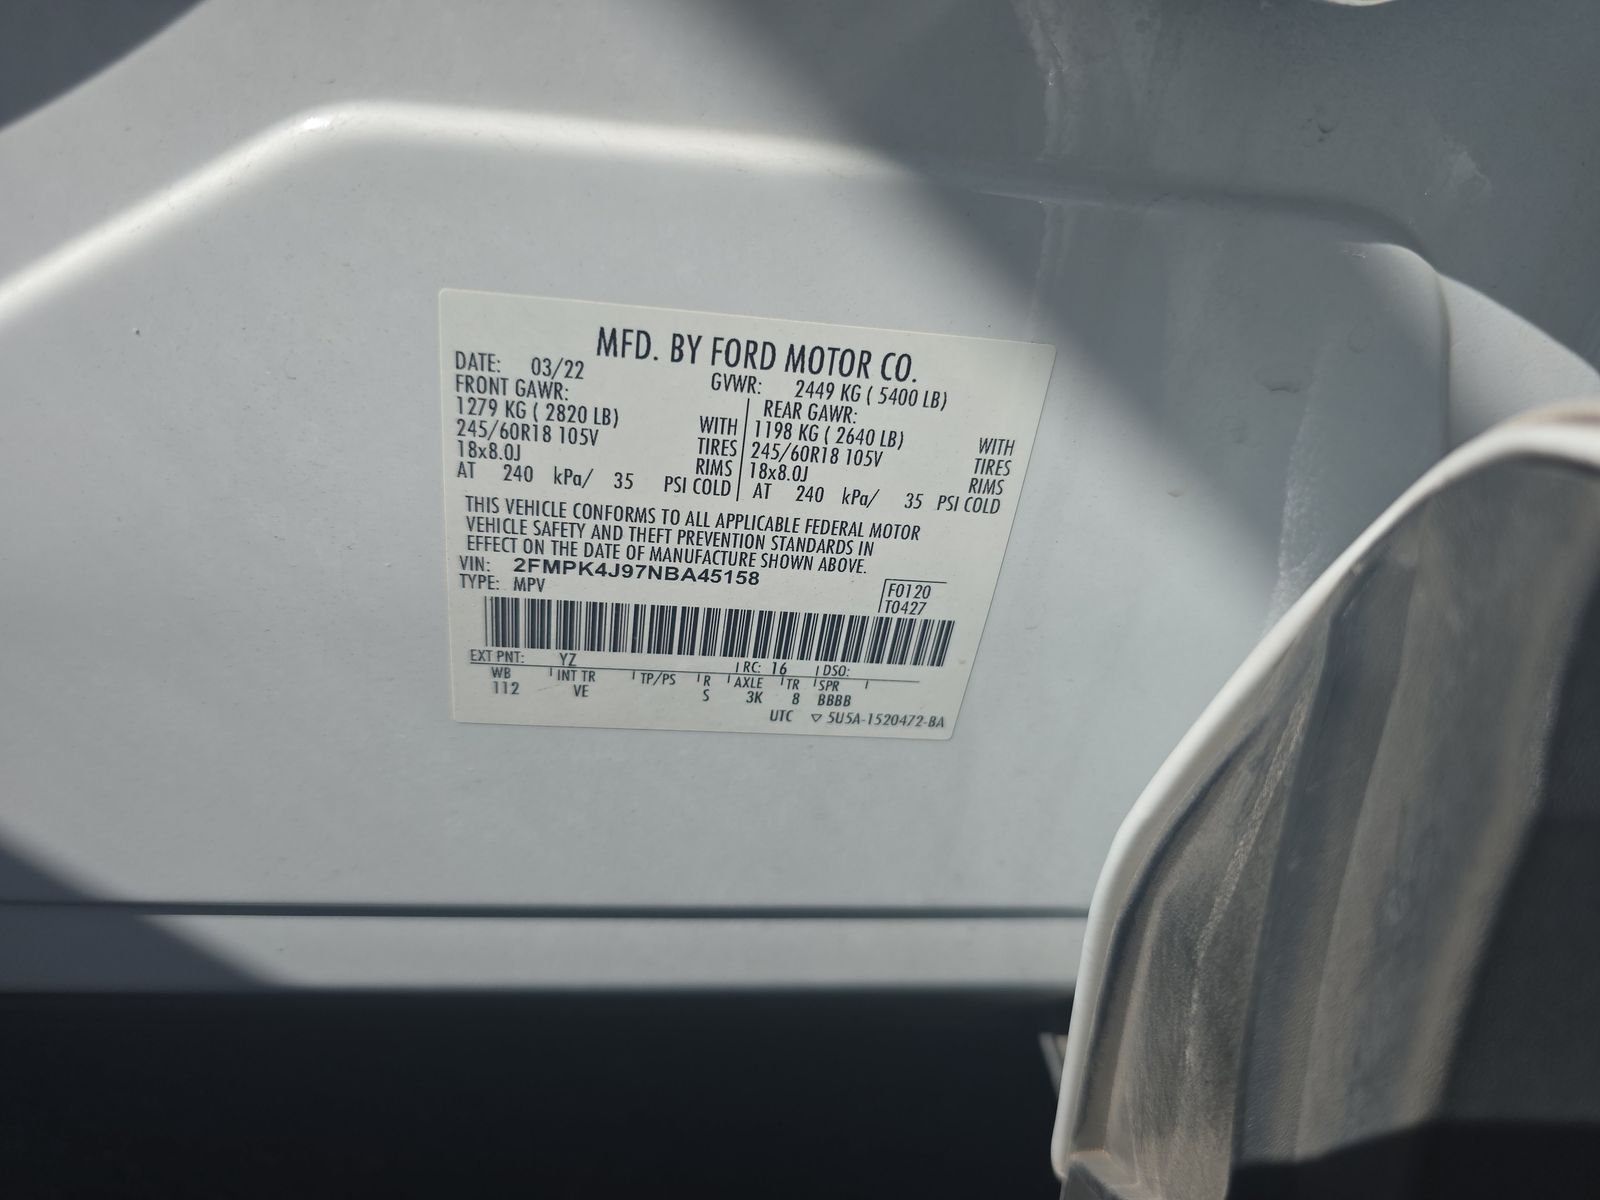 MFD. BY FORD MOTOR CO.
DATE: 03/22 GVWR: 2449 KG ( 5400 LB)
FRONT GAWR: REAR GAWR:
1279 KG ( 2820 LB) WITH 1198 KG ( 2640 LB) WITH
245/60R18 105V TIRES 245/60R18 105V TIRES
18x8.0J RIMS 18x8.0J RIMS
AT 240 kPa/ 35 PSI COLD AT 240 kPa/ 35 PSI COLD
THIS VEHICLE CONFORMS TO ALL APPLICABLE FEDERAL MOTOR
VEHICLE SAFETY AND THEFT PREVENTION STANDARDS IN
EFFECT ON THE DATE OF MANUFACTURE SHOWN ABOVE.
VIN: 2FMPK4J97NBA45158
TYPE: MPV F0120
T0427
EXT PNT: YZ RC: 16 DSO:
WB INT TR TP/PS R AXLE TR SPR
112 VE S 3K 8 BBBB
UTC ▽ 5U5A-1520472-BA